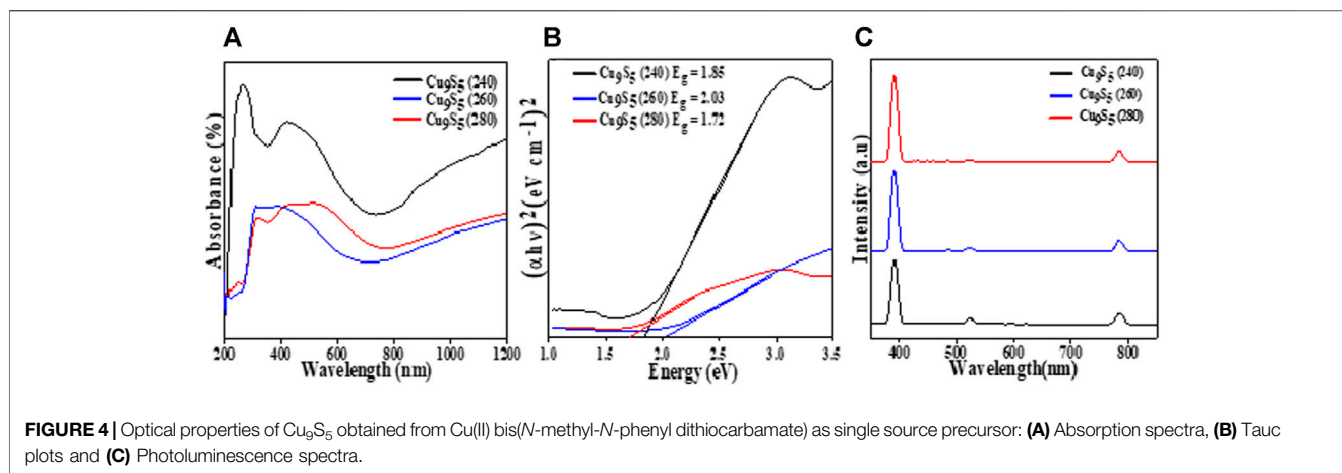 A
Cu₉S₅ (240)
Cu₉S₅ (260)
Cu₉S₅ (280)
Absorbance (%)
200 400 600 800 1000 1200
Wavelength (nm)
B
Cu₉S₅ (240) E_g = 1.85
Cu₉S₅ (260) E_g = 2.03
Cu₉S₅ (280) E_g = 1.72
(αhν)² (eV cm⁻¹)²
1.0 1.5 2.0 2.5 3.0 3.5
Energy (eV)
C
Cu₉S₅ (240)
Cu₉S₅ (260)
Cu₉S₅ (280)
Intensity (a.u)
400 500 600 700 800
Wavelength(nm)
FIGURE 4 | Optical properties of Cu₉S₅ obtained from Cu(II) bis(N-methyl-N-phenyl dithiocarbamate) as single source precursor: (A) Absorption spectra, (B) Tauc
plots and (C) Photoluminescence spectra.